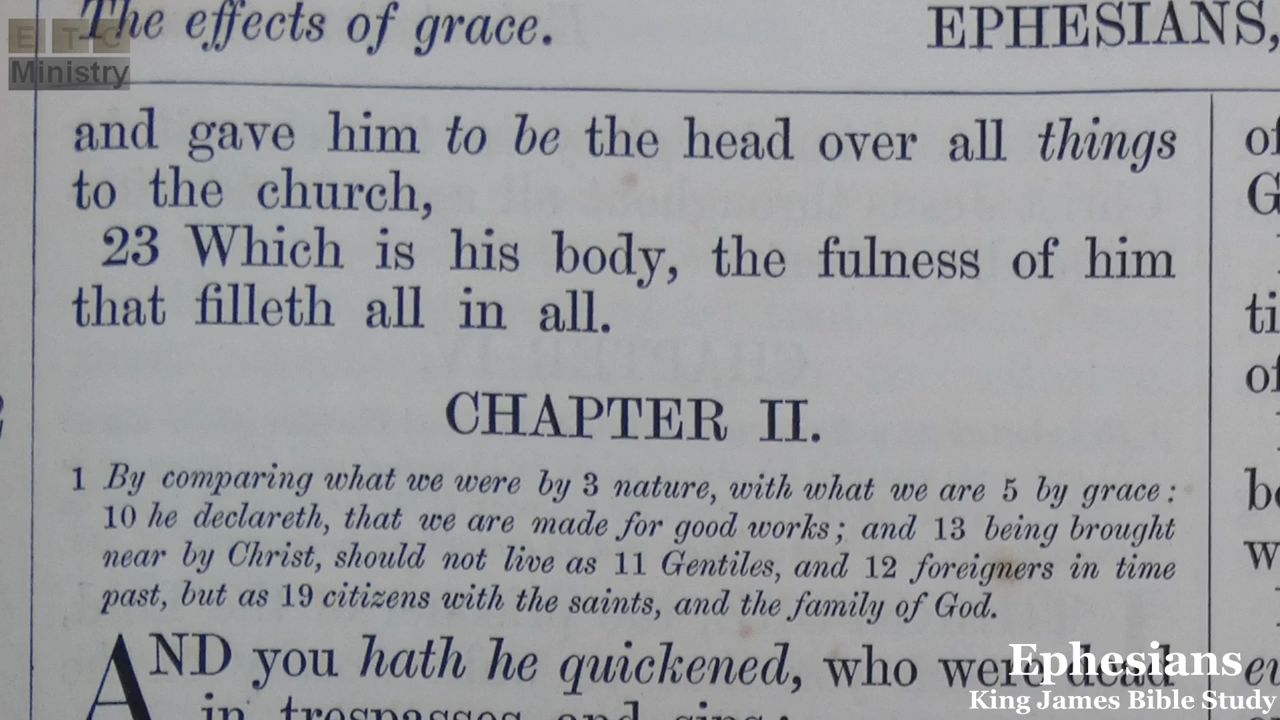 The effects of grace.
EPHESIANS,
E T-C
Ministry
and gave him to be the head over all things
to the church,
23 Which is his body, the fulness of him
that filleth all in all.
CHAPTER II.
1 By comparing what we were by 3 nature, with what we are 5 by grace:
10 he declareth, that we are made for good works; and 13 being brought
near by Christ, should not live as 11 Gentiles, and 12 foreigners in time
past, but as 19 citizens with the saints, and the family of God.
AND you hath he quickened, who were dead
in trespasses and sins;
Ephesians
King James Bible Study